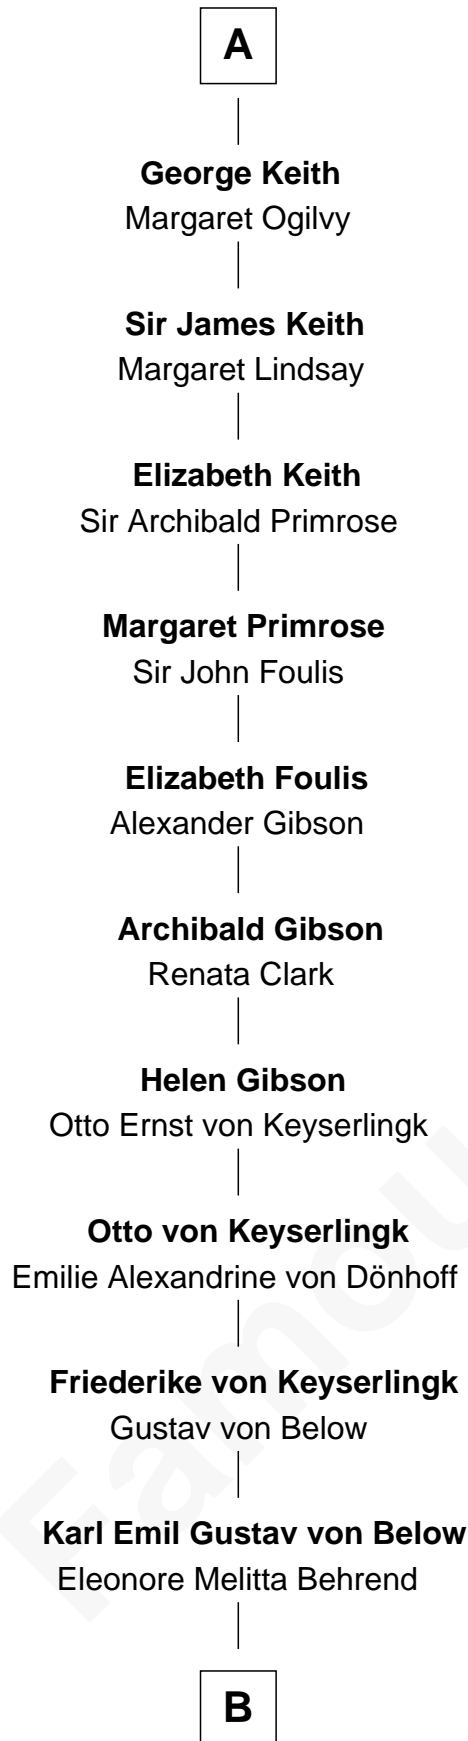 A
George Keith
Margaret Ogilvy
Sir James Keith
Margaret Lindsay
Elizabeth Keith
Sir Archibald Primrose
Margaret Primrose
Sir John Foulis
Elizabeth Foulis
Alexander Gibson
Archibald Gibson
Renata Clark
Helen Gibson
Otto Ernst von Keyserlingk
Otto von Keyserlingk
Emilie Alexandrine von Dönhoff
Friederike von Keyserlingk
Gustav von Below
Karl Emil Gustav von Below
Eleonore Melitta Behrend
B
Famou